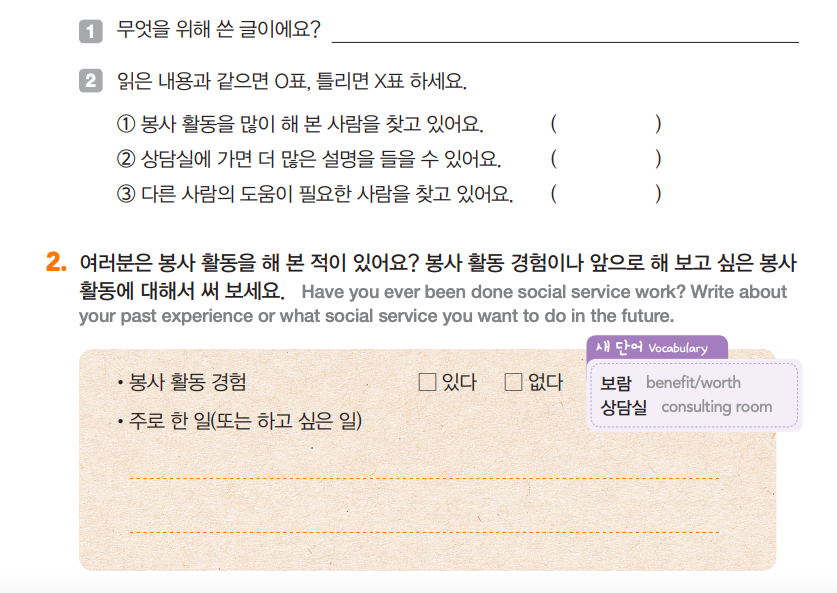 1 무엇을 위해 쓴 글이에요?
2 읽은 내용과 같으면 O표, 틀리면 X표 하세요.
① 봉사 활동을 많이 해 본 사람을 찾고 있어요. ( )
② 상담실에 가면 더 많은 설명을 들을 수 있어요. ( )
③ 다른 사람의 도움이 필요한 사람을 찾고 있어요. ( )
2. 여러분은 봉사 활동을 해 본 적이 있어요? 봉사 활동 경험이나 앞으로 해 보고 싶은 봉사
활동에 대해서 써 보세요. Have you ever been done social service work? Write about
your past experience or what social service you want to do in the future.
새 단어 Vocabulary
보람 benefit/worth
상담실 consulting room
• 봉사 활동 경험 □ 있다 □ 없다
• 주로 한 일(또는 하고 싶은 일)